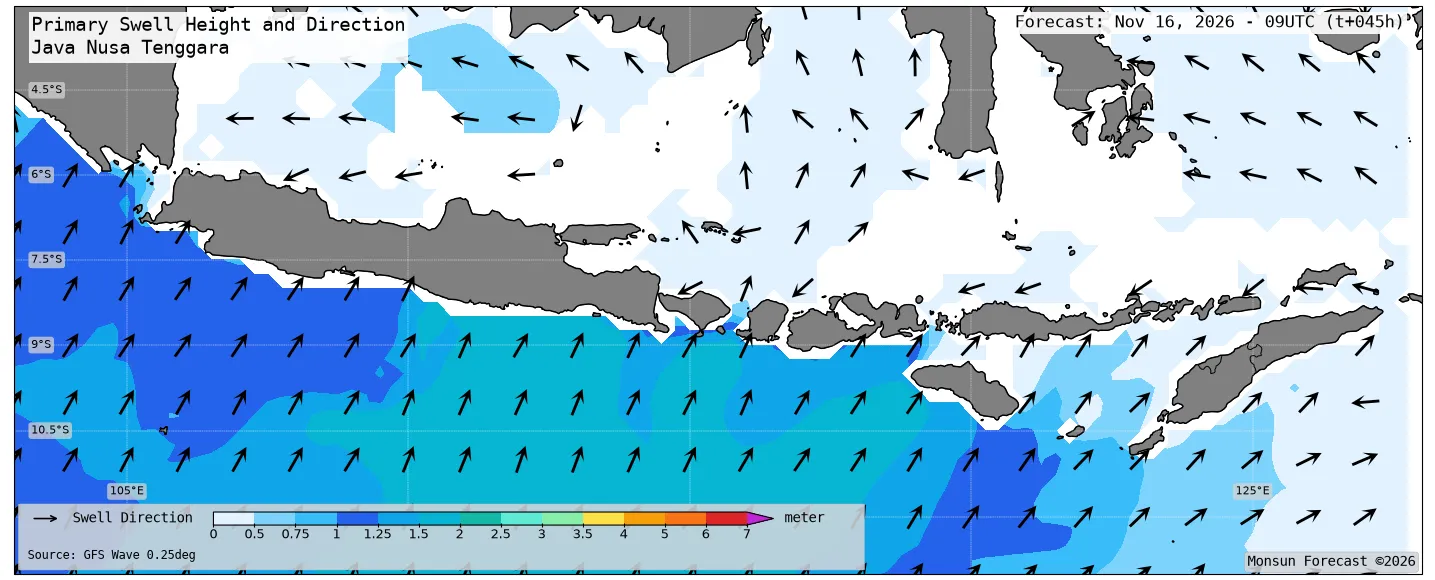 Primary Swell Height and Direction
Java Nusa Tenggara
Forecast: Nov 16, 2026 - 09UTC (t+045h)
4.5°S
6°S
7.5°S
9°S
10.5°S
105°E
125°E
Swell Direction
0 0.5 0.75 1 1.25 1.5 2 2.5 3 3.5 4 5 6 7
meter
Source: GFS Wave 0.25deg
Monsun Forecast ©2026